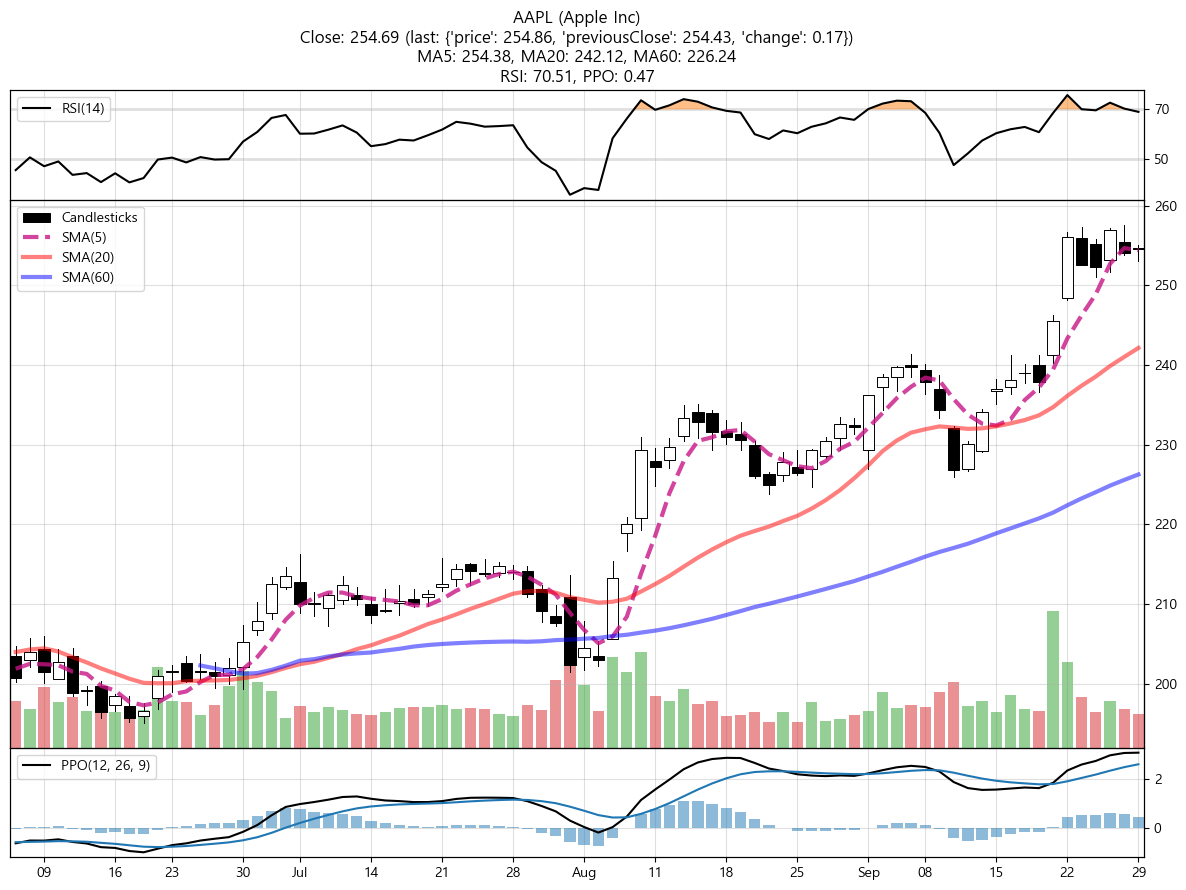 AAPL (Apple Inc)
Close: 254.69 (last: {'price': 254.86, 'previousClose': 254.43, 'change': 0.17})
MA5: 254.38, MA20: 242.12, MA60: 226.24
RSI: 70.51, PPO: 0.47
RSI(14)
70
50
Candlesticks
SMA(5)
SMA(20)
SMA(60)
260
250
240
230
220
210
200
PPO(12, 26, 9)
2
0
09 16 23 30 Jul 14 21 28 Aug 11 18 25 Sep 08 15 22 29